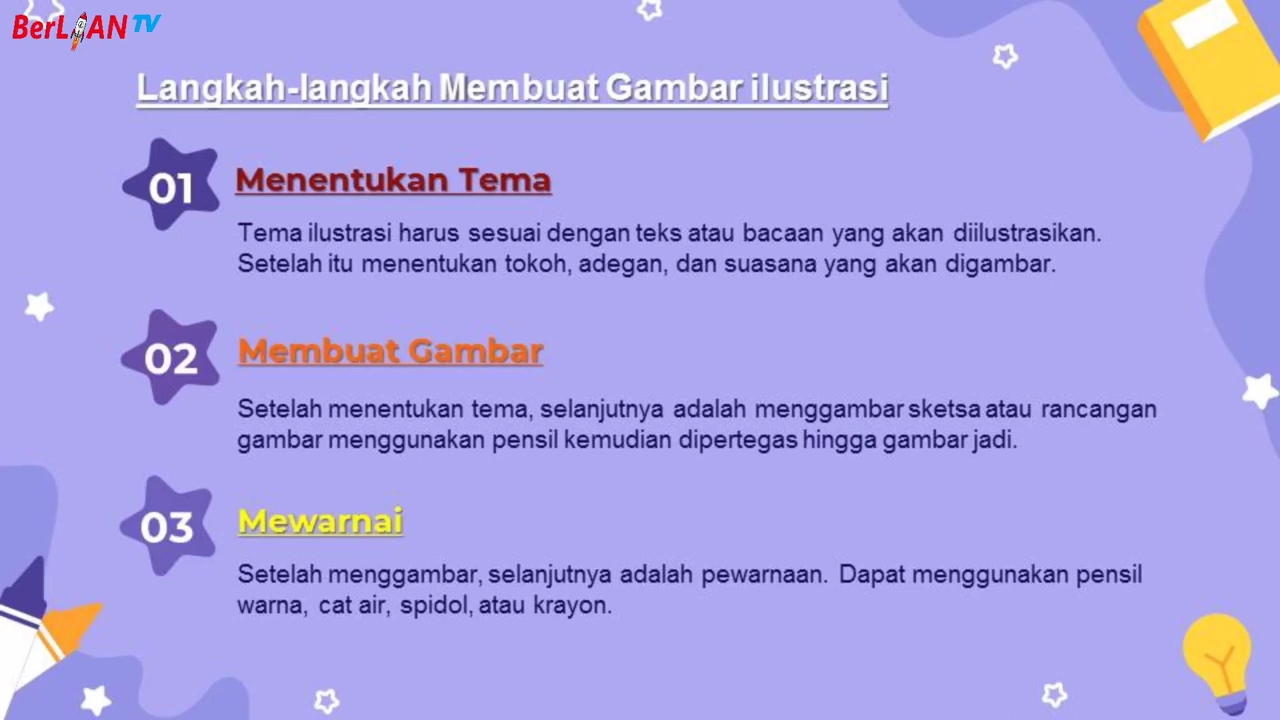 BerLIAN TV
Langkah-langkah Membuat Gambar ilustrasi
01
Menentukan Tema
Tema ilustrasi harus sesuai dengan teks atau bacaan yang akan diilustrasikan.
Setelah itu menentukan tokoh, adegan, dan suasana yang akan digambar.
02
Membuat Gambar
Setelah menentukan tema, selanjutnya adalah menggambar sketsa atau rancangan
gambar menggunakan pensil kemudian dipertegas hingga gambar jadi.
03
Mewarnai
Setelah menggambar, selanjutnya adalah pewarnaan. Dapat menggunakan pensil
warna, cat air, spidol, atau krayon.